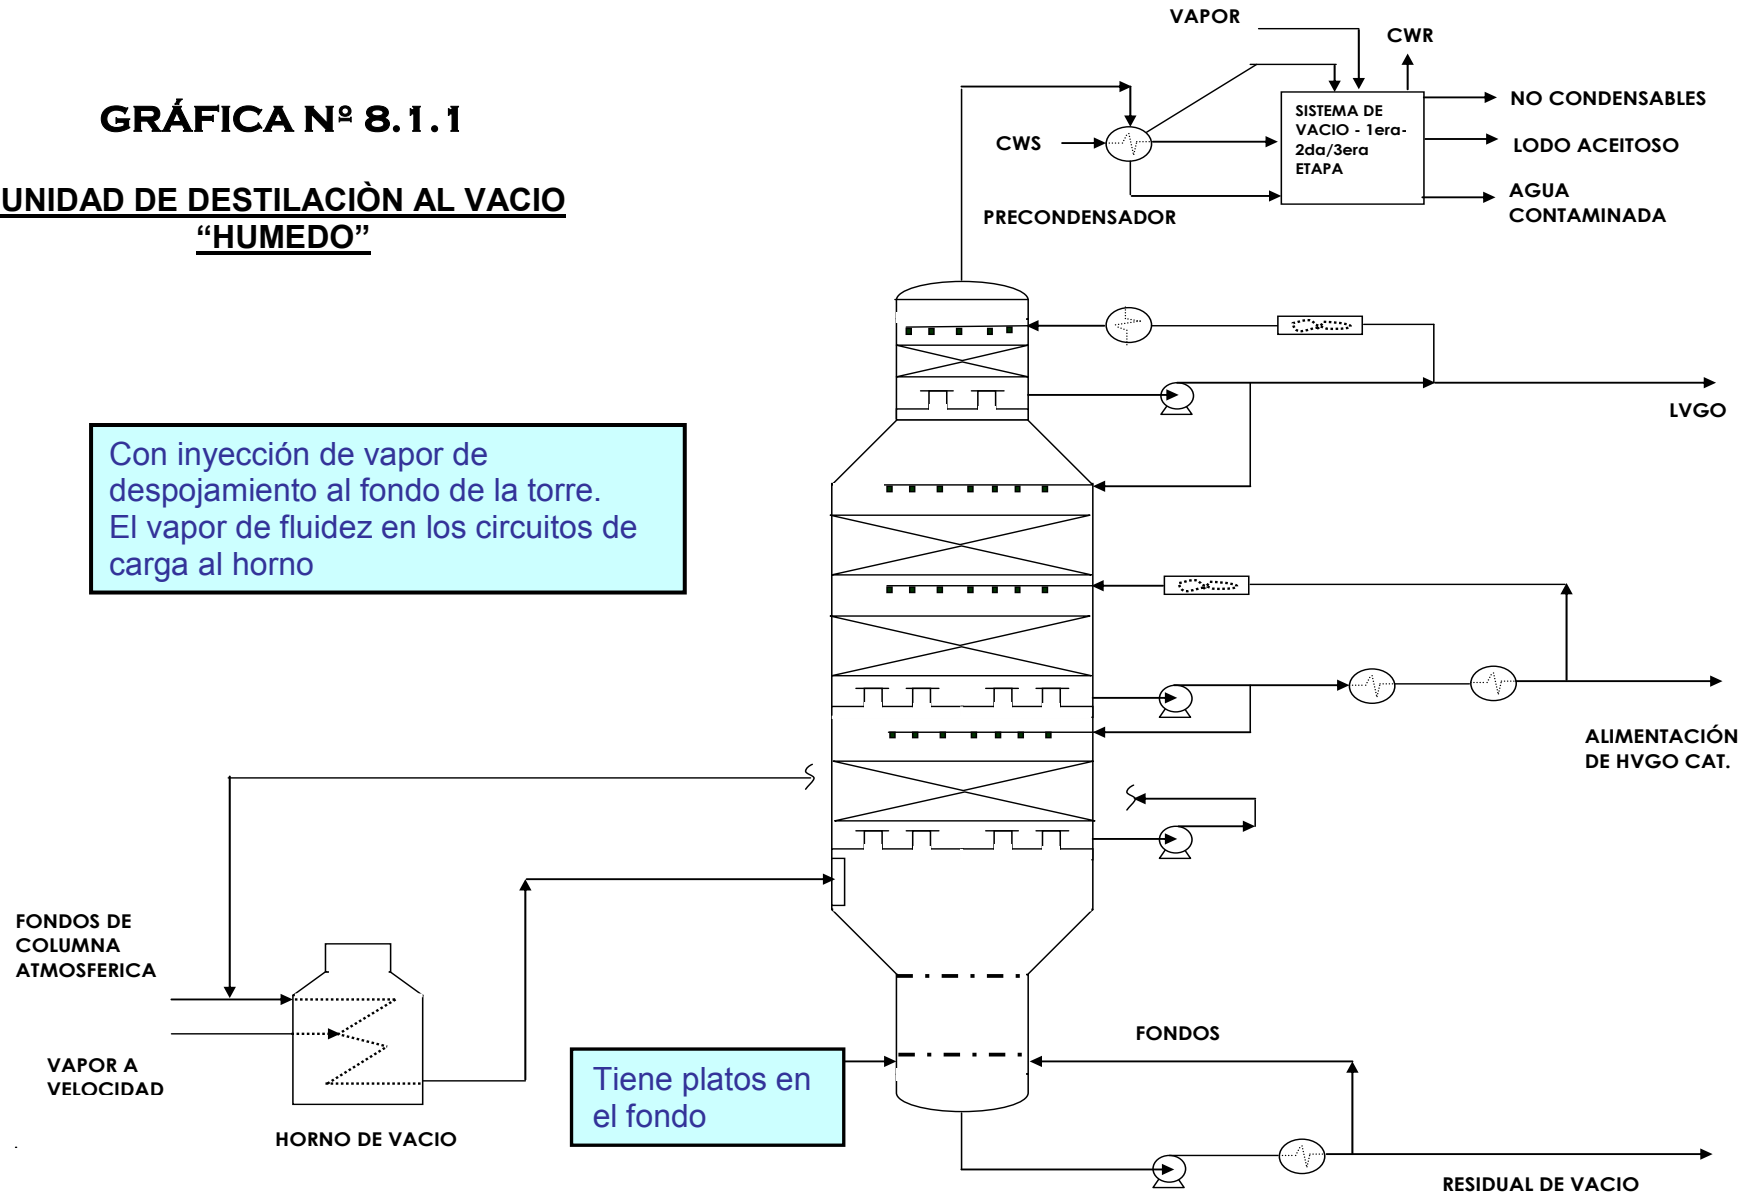 GRÁFICA Nº 8.1.1
UNIDAD DE DESTILACIÒN AL VACIO
“HUMEDO”
VAPOR
CWR
SISTEMA DE
VACIO - 1era-
2da/3era
ETAPA
NO CONDENSABLES
LODO ACEITOSO
AGUA
CONTAMINADA
CWS
PRECONDENSADOR
LVGO
Con inyección de vapor de
despojamiento al fondo de la torre.
El vapor de fluidez en los circuitos de
carga al horno
ALIMENTACIÓN
DE HVGO CAT.
FONDOS DE
COLUMNA
ATMOSFERICA
VAPOR A
VELOCIDAD
HORNO DE VACIO
Tiene platos en
el fondo
FONDOS
RESIDUAL DE VACIO